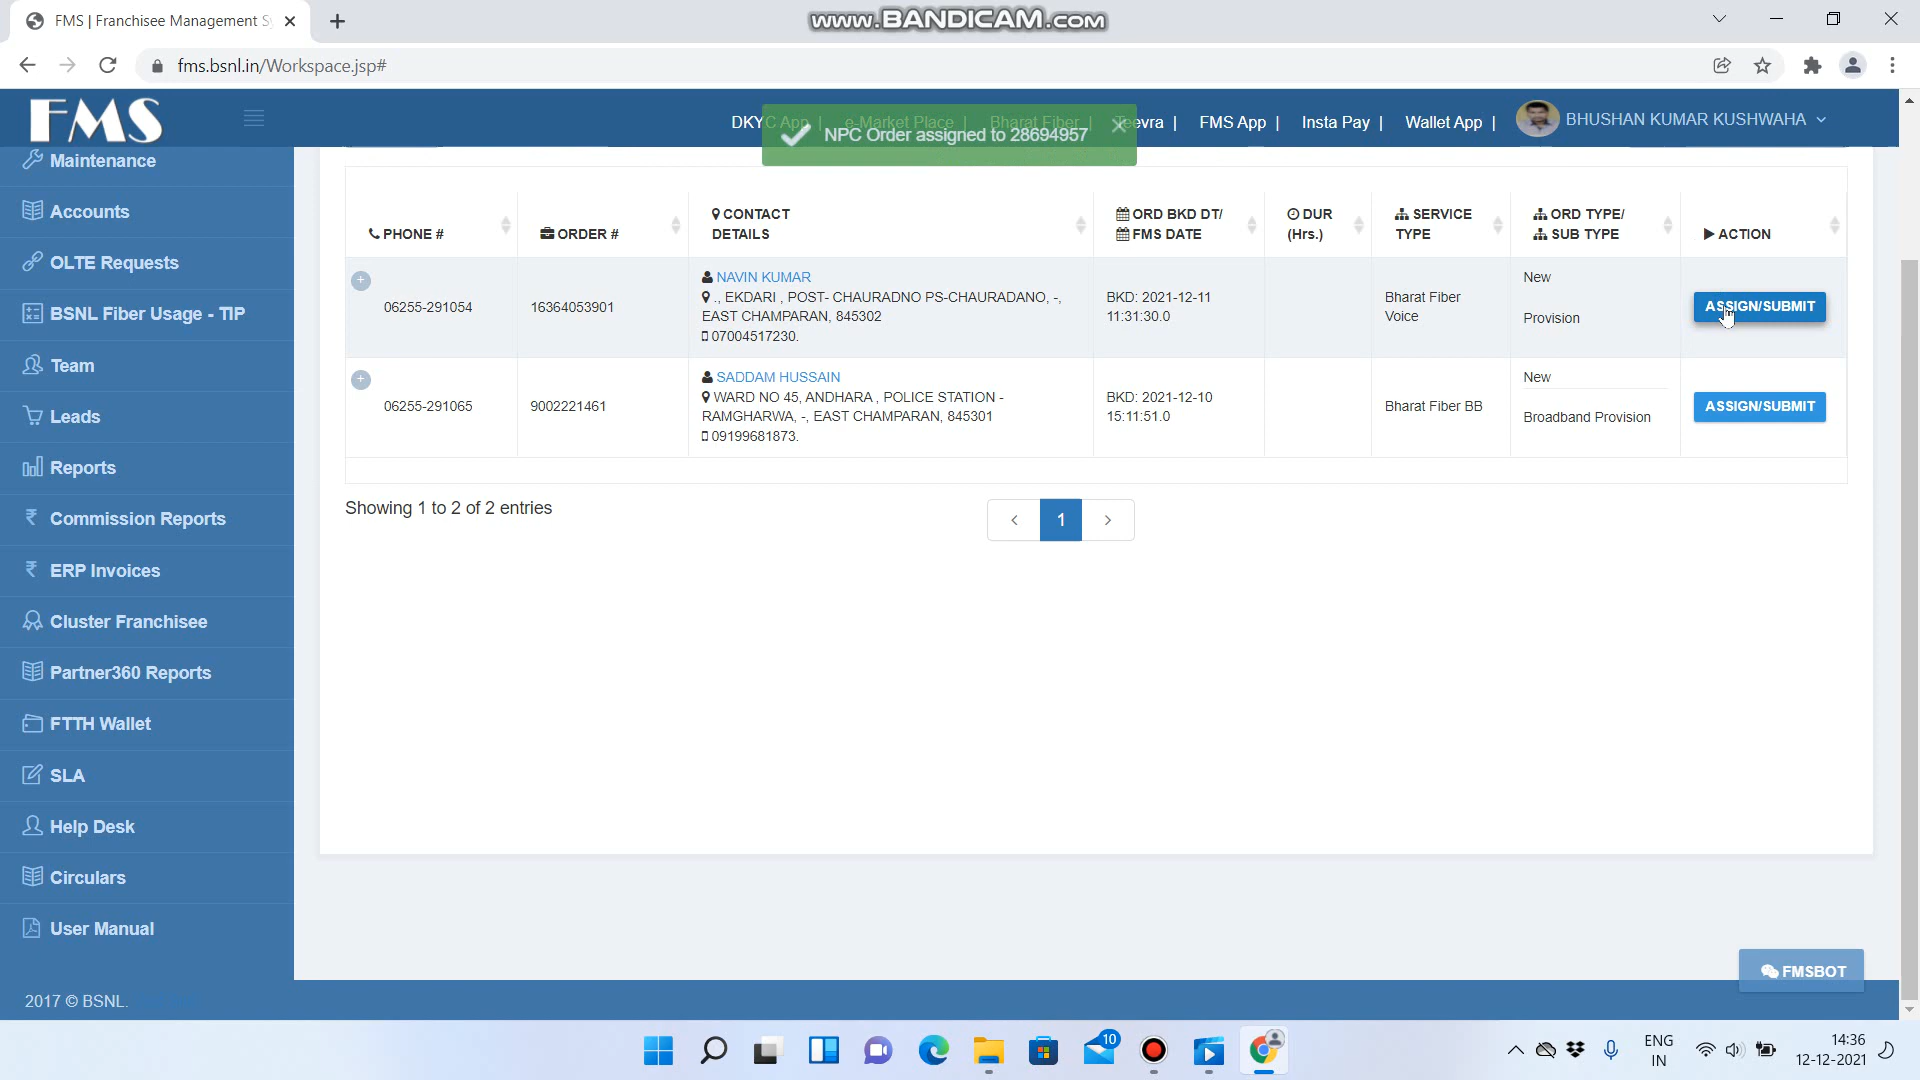 FMS | Franchisee Management S
www.BANDICAM.com
fms.bsnl.in/Workspace.jsp#
FMS
DKYC App | e-Market Place | Bharat Fiber | Teevra | FMS App | Insta Pay | Wallet App |
BHUSHAN KUMAR KUSHWAHA
NPC Order assigned to 28694957
Maintenance
Accounts
OLTE Requests
BSNL Fiber Usage - TIP
Team
Leads
Reports
Commission Reports
ERP Invoices
Cluster Franchisee
Partner360 Reports
FTTH Wallet
SLA
Help Desk
Circulars
User Manual
2017 © BSNL.
PHONE #
ORDER #
CONTACT
DETAILS
ORD BKD DT/
FMS DATE
DUR
(Hrs.)
SERVICE
TYPE
ORD TYPE/
SUB TYPE
ACTION
06255-291054
16364053901
NAVIN KUMAR
., EKDARI , POST- CHAURADNO PS-CHAURADANO, -,
EAST CHAMPARAN, 845302
07004517230.
BKD: 2021-12-11
11:31:30.0
Bharat Fiber
Voice
New
Provision
ASSIGN/SUBMIT
06255-291065
9002221461
SADDAM HUSSAIN
WARD NO 45, ANDHARA , POLICE STATION -
RAMGHARWA, -, EAST CHAMPARAN, 845301
09199681873.
BKD: 2021-12-10
15:11:51.0
Bharat Fiber BB
New
Broadband Provision
ASSIGN/SUBMIT
Showing 1 to 2 of 2 entries
1
FMSBOT
10
ENG
IN
14:36
12-12-2021